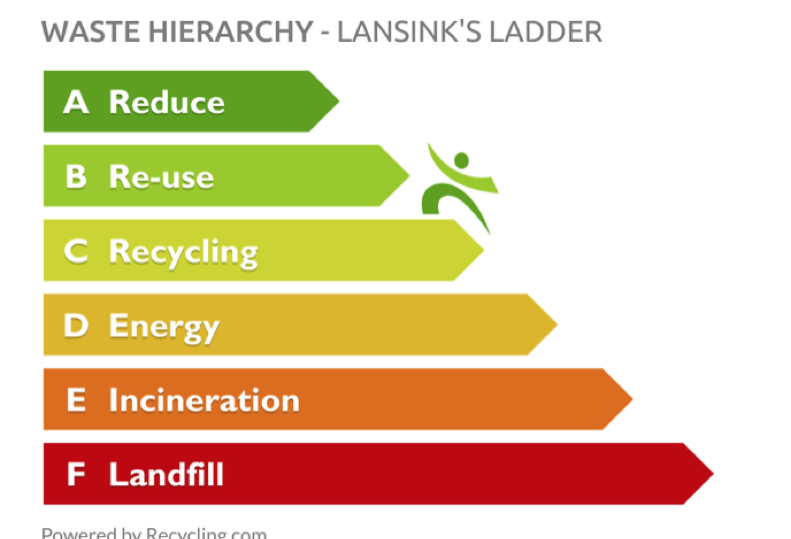 WASTE HIERARCHY - LANSINK'S LADDER
A Reduce
B Re-use
C Recycling
D Energy
E Incineration
F Landfill
Powered by Recycling.com